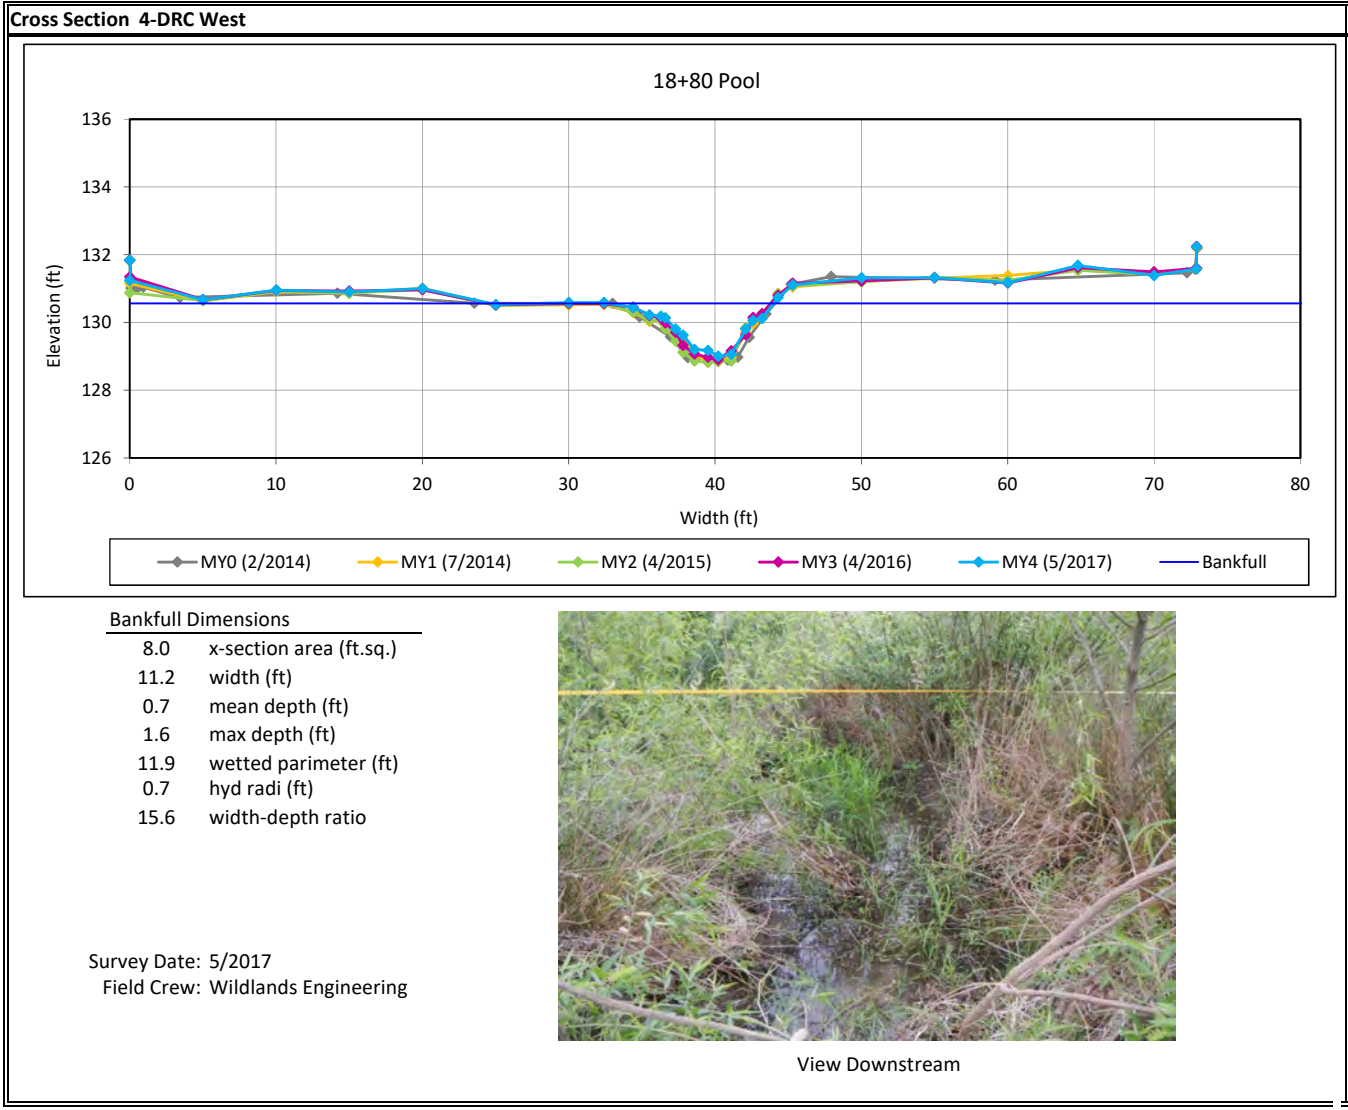 Cross Section 4-DRC West
18+80 Pool
136
134
132
130
128
126
Elevation (ft)
0 10 20 30 40 50 60 70 80
Width (ft)
MY0 (2/2014) MY1 (7/2014) MY2 (4/2015) MY3 (4/2016) MY4 (5/2017) Bankfull
Bankfull Dimensions
8.0 x-section area (ft.sq.)
11.2 width (ft)
0.7 mean depth (ft)
1.6 max depth (ft)
11.9 wetted parimeter (ft)
0.7 hyd radi (ft)
15.6 width-depth ratio
Survey Date: 5/2017
Field Crew: Wildlands Engineering
View Downstream